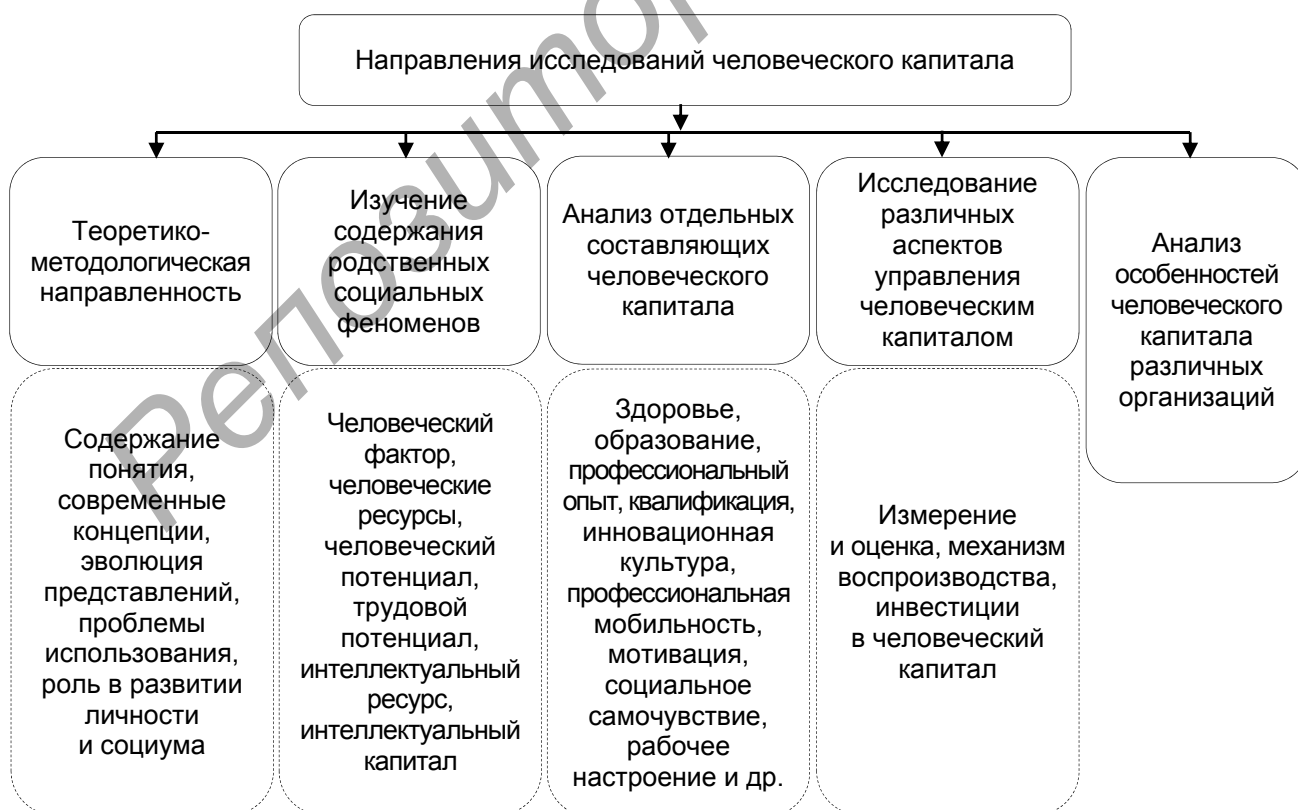 Направления исследований человеческого капитала
Теоретико-
методологическая
направленность
Изучение
содержания
родственных
социальных
феноменов
Анализ отдельных
составляющих
человеческого
капитала
Исследование
различных
аспектов
управления
человеческим
капиталом
Анализ
особенностей
человеческого
капитала
различных
организаций
Содержание
понятия,
современные
концепции,
эволюция
представлений,
проблемы
использования,
роль в развитии
личности
и социума
Человеческий
фактор,
человеческие
ресурсы,
человеческий
потенциал,
трудовой
потенциал,
интеллектуальный
ресурс,
интеллектуальный
капитал
Здоровье,
образование,
профессиональный
опыт, квалификация,
инновационная
культура,
профессиональная
мобильность,
мотивация,
социальное
самочувствие,
рабочее
настроение и др.
Измерение
и оценка, механизм
воспроизводства,
инвестиции
в человеческий
капитал